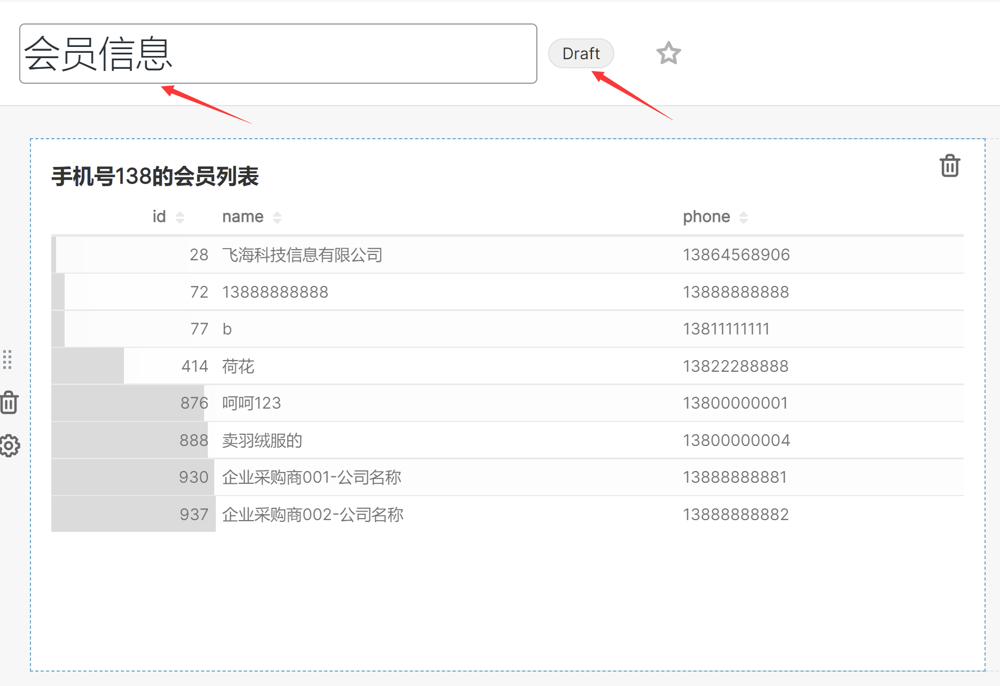 会员信息 Draft
手机号138的会员列表
id name phone
28 飞海科技信息有限公司 13864568906
72 13888888888 13888888888
77 b 13811111111
414 荷花 13822288888
876 呵呵123 13800000001
888 卖羽绒服的 13800000004
930 企业采购商001-公司名称 13888888881
937 企业采购商002-公司名称 13888888882